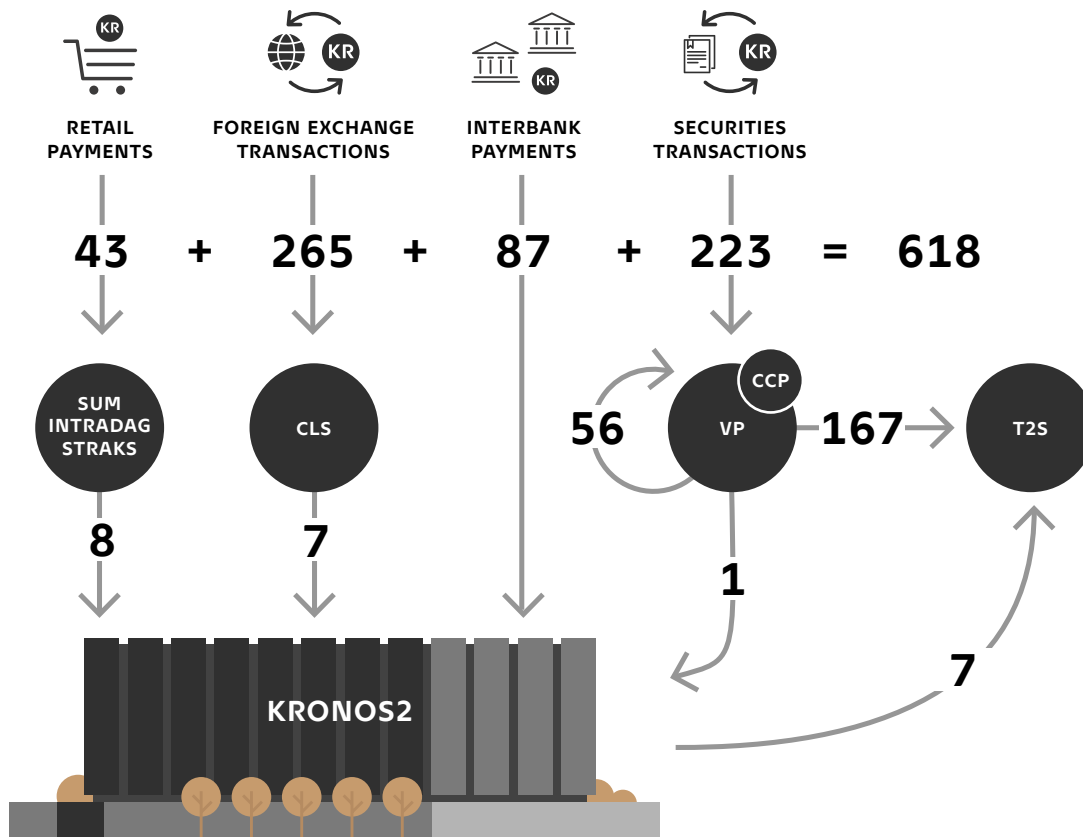 KR
KR
KR
KR
RETAIL
PAYMENTS
FOREIGN EXCHANGE
TRANSACTIONS
INTERBANK
PAYMENTS
SECURITIES
TRANSACTIONS
43 + 265 + 87 + 223 = 618
SUM
INTRADAG
STRAKS
CLS
56
VP
CCP
167
T2S
8
7
1
7
KRONOS2